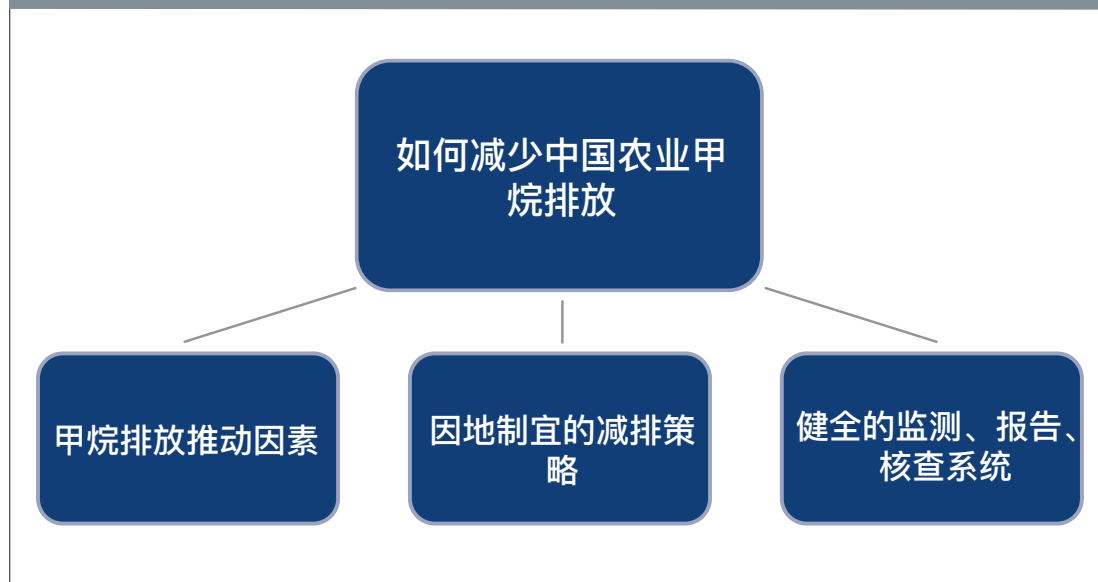 如何减少中国农业甲
烷排放
甲烷排放推动因素
因地制宜的减排策
略
健全的监测、报告、
核查系统